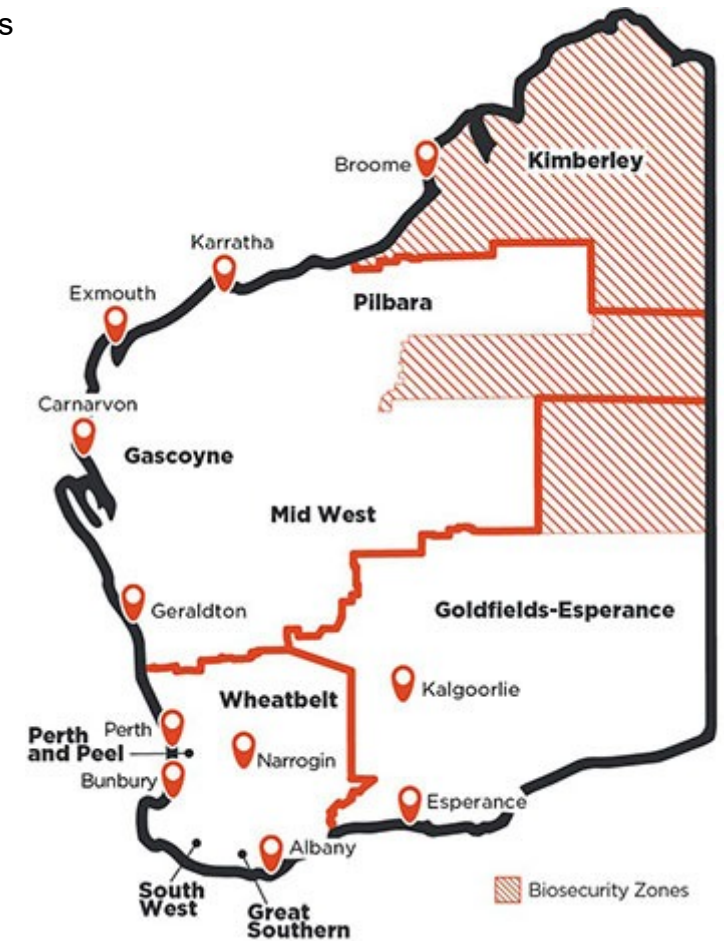 s
Kimberley
Broome
Karratha
Exmouth
Pilbara
Carnarvon
Gascoyne
Mid West
Geraldton
Goldfields-Esperance
Kalgoorlie
Wheatbelt
Perth
Perth
and Peel
Narrogin
Bunbury
Esperance
Albany
South
West
Great
Southern
Biosecurity Zones